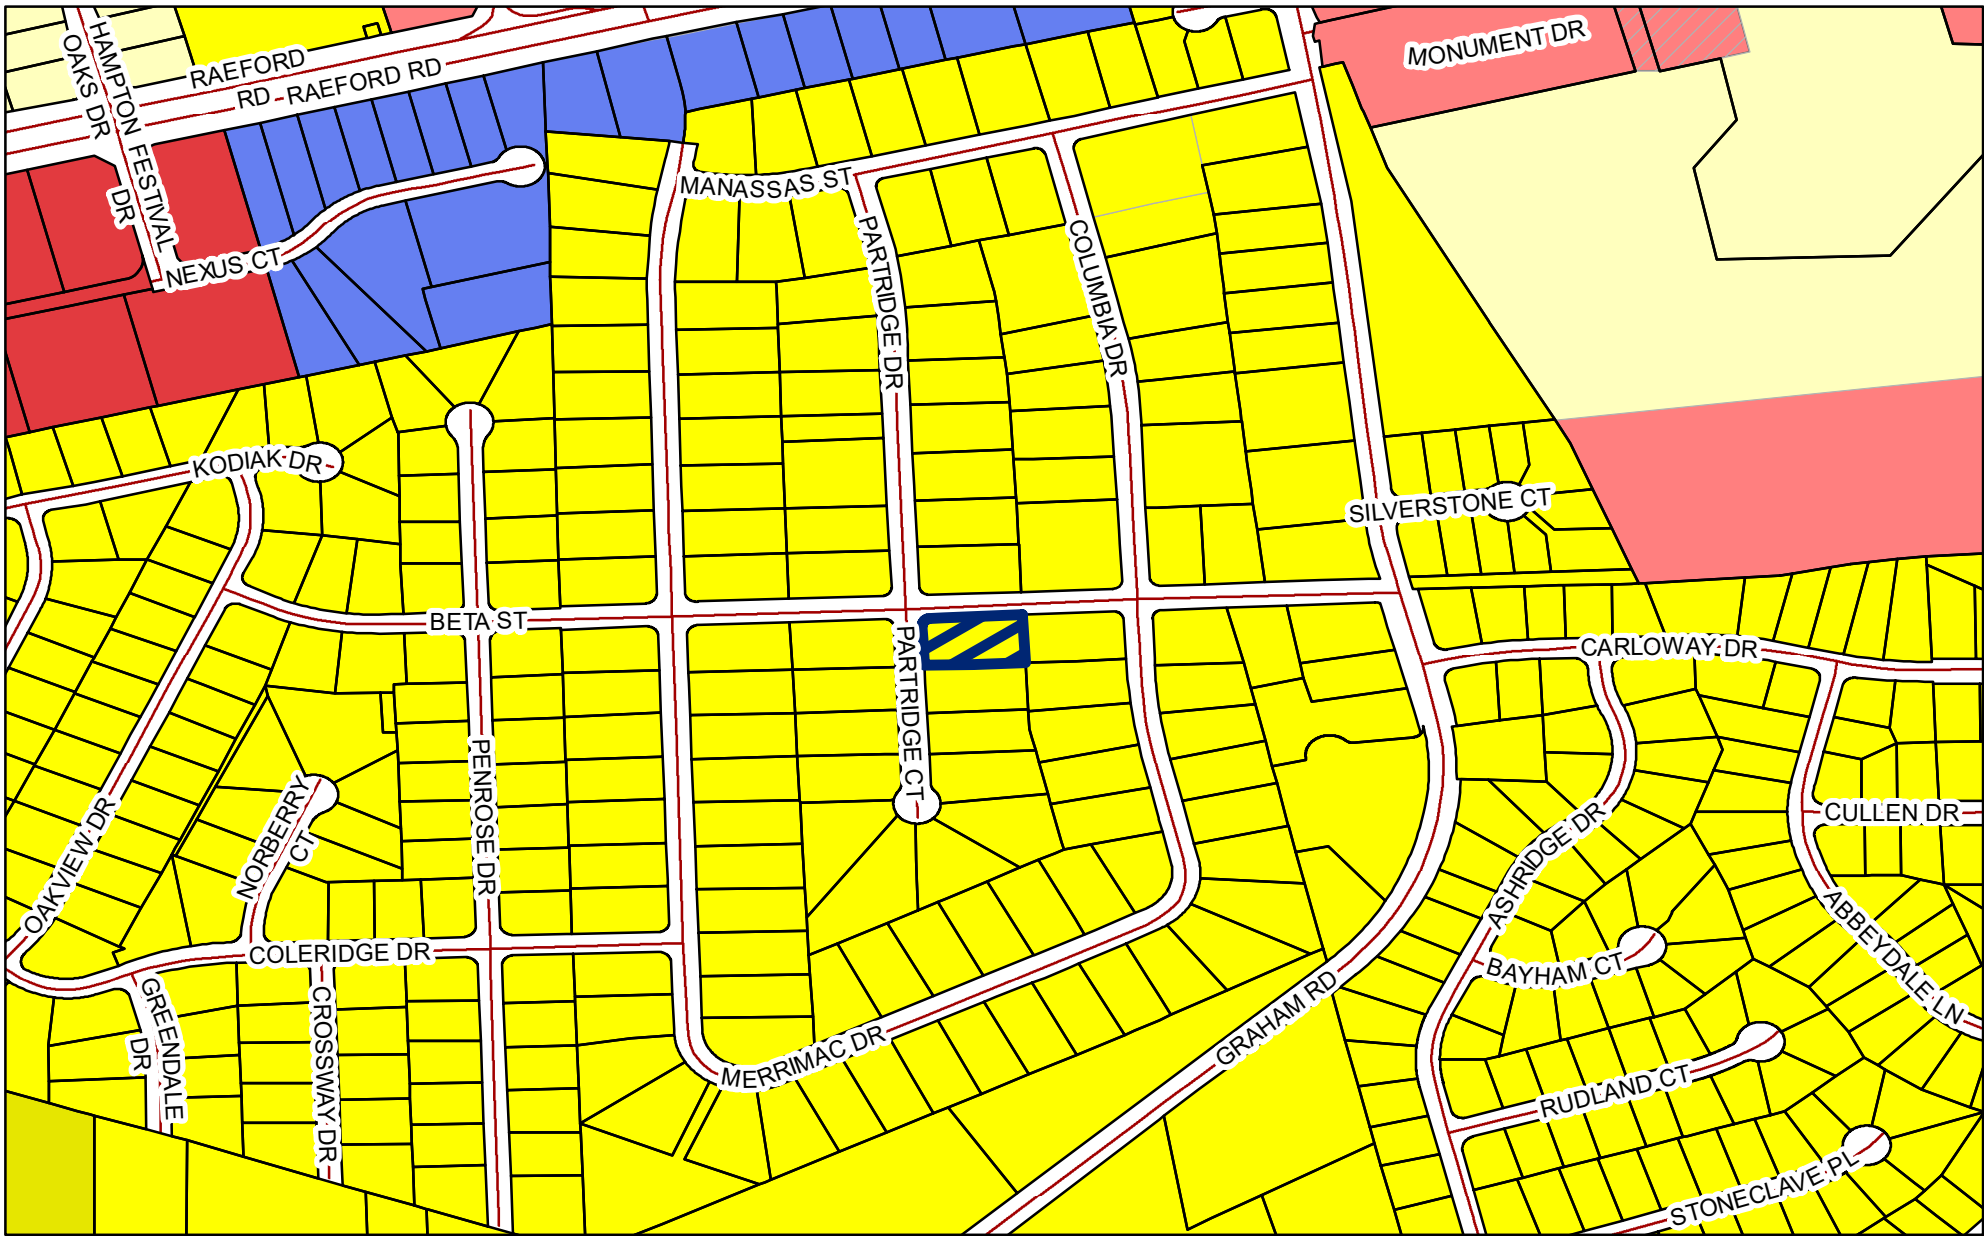 HAMPTON
OAKS DR
RAEFORD
RD
RAEFORD RD
MONUMENT DR
FESTIVAL
DR
NEXUS CT
MANASSAS ST
PARTRIDGE DR
COLUMBIA DR
KODIAK DR
SILVERSTONE CT
BETA ST
PARTRIDGE CT
CARLOWAY DR
PENROSE DR
OAKVIEW DR
NORBERRY
CT
ASHRIDGE DR
CULLEN DR
ABBEYDALE LN
COLERIDGE DR
BAYHAM CT
GREENDALE
DR
CROSSWAY DR
MERRIMAC DR
GRAHAM RD
RUDLAND CT
STONECLAVE PL